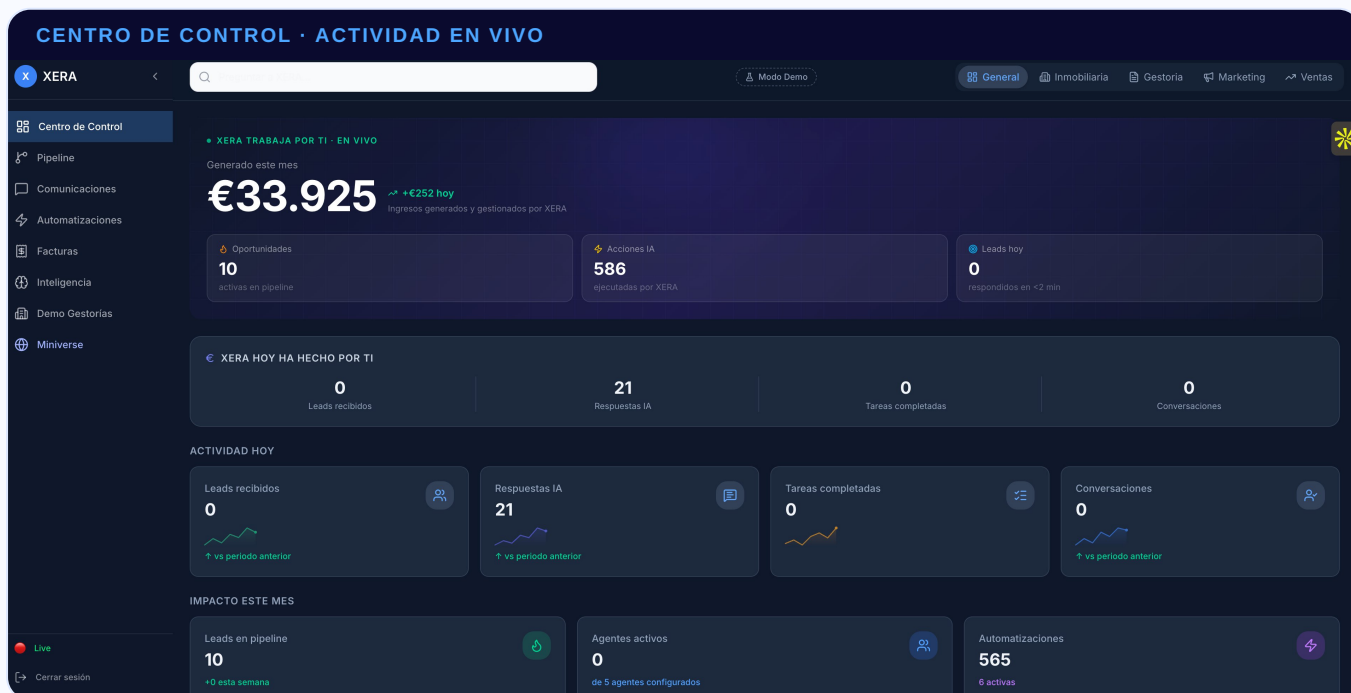 CENTRO DE CONTROL · ACTIVIDAD EN VIVO
X XERA
Modo Demo
General Inmobiliaria Gestoria Marketing Ventas
Centro de Control
Pipeline
Comunicaciones
Automatizaciones
Facturas
Inteligencia
Demo Gestorias
Miniverse
Live
Cerrar sesión
XERA TRABAJA POR TI · EN VIVO
Generado este mes
€33.925
+€252 hoy
Ingresos generados y gestionados por XERA
Oportunidades
10
activas en pipeline
Acciones IA
586
ejecutadas por XERA
Leads hoy
0
respondidos en <2 min
€ XERA HOY HA HECHO POR TI
0
Leads recibidos
21
Respuestas IA
0
Tareas completadas
0
Conversaciones
ACTIVIDAD HOY
Leads recibidos
0
↑ vs periodo anterior
Respuestas IA
21
↑ vs periodo anterior
Tareas completadas
0
Conversaciones
0
↑ vs periodo anterior
IMPACTO ESTE MES
Leads en pipeline
10
+0 esta semana
Agentes activos
0
de 5 agentes configurados
Automatizaciones
565
6 activas